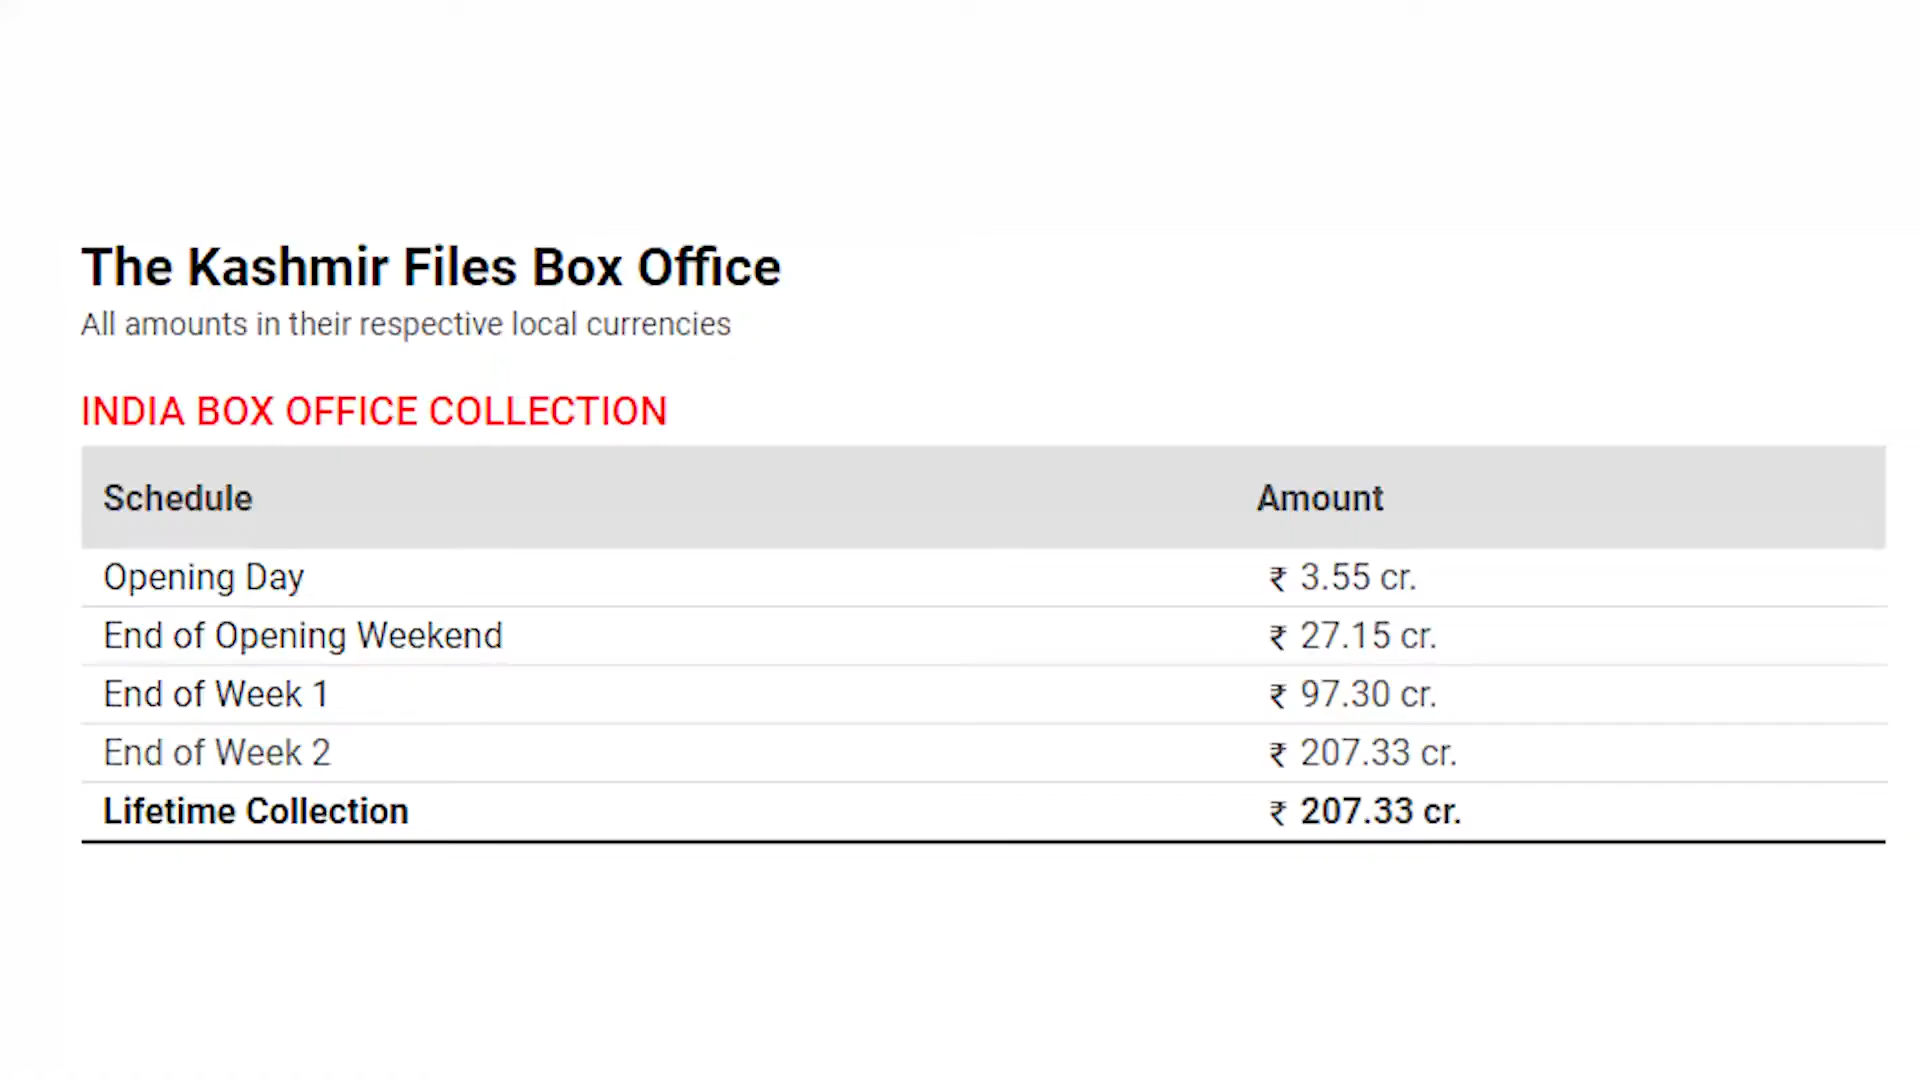 The Kashmir Files Box Office
All amounts in their respective local currencies
INDIA BOX OFFICE COLLECTION
Schedule Amount
Opening Day ₹ 3.55 cr.
End of Opening Weekend ₹ 27.15 cr.
End of Week 1 ₹ 97.30 cr.
End of Week 2 ₹ 207.33 cr.
Lifetime Collection ₹ 207.33 cr.